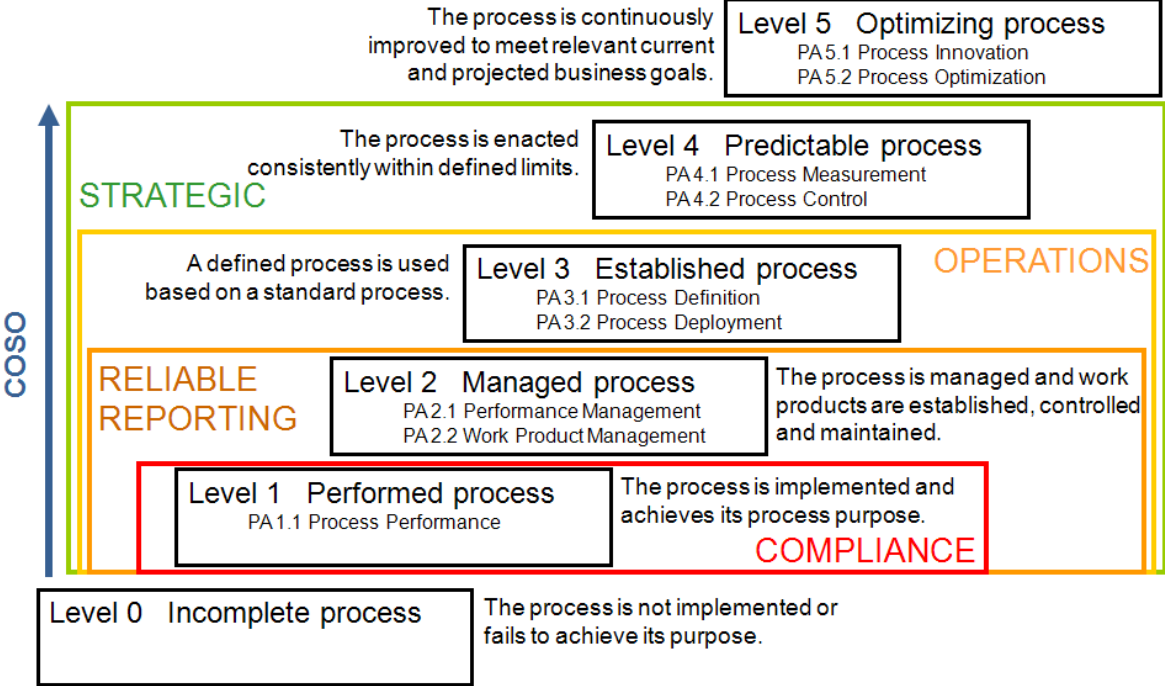 The process is continuously
improved to meet relevant current
and projected business goals.
Level 5 Optimizing process
PA 5.1 Process Innovation
PA 5.2 Process Optimization
The process is enacted
consistently within defined limits.
Level 4 Predictable process
PA 4.1 Process Measurement
PA 4.2 Process Control
STRATEGIC
A defined process is used
based on a standard process.
Level 3 Established process
PA 3.1 Process Definition
PA 3.2 Process Deployment
OPERATIONS
COSO
RELIABLE
REPORTING
Level 2 Managed process
PA 2.1 Performance Management
PA 2.2 Work Product Management
The process is managed and work
products are established, controlled
and maintained.
Level 1 Performed process
PA 1.1 Process Performance
The process is implemented and
achieves its process purpose.
COMPLIANCE
Level 0 Incomplete process
The process is not implemented or
fails to achieve its purpose.